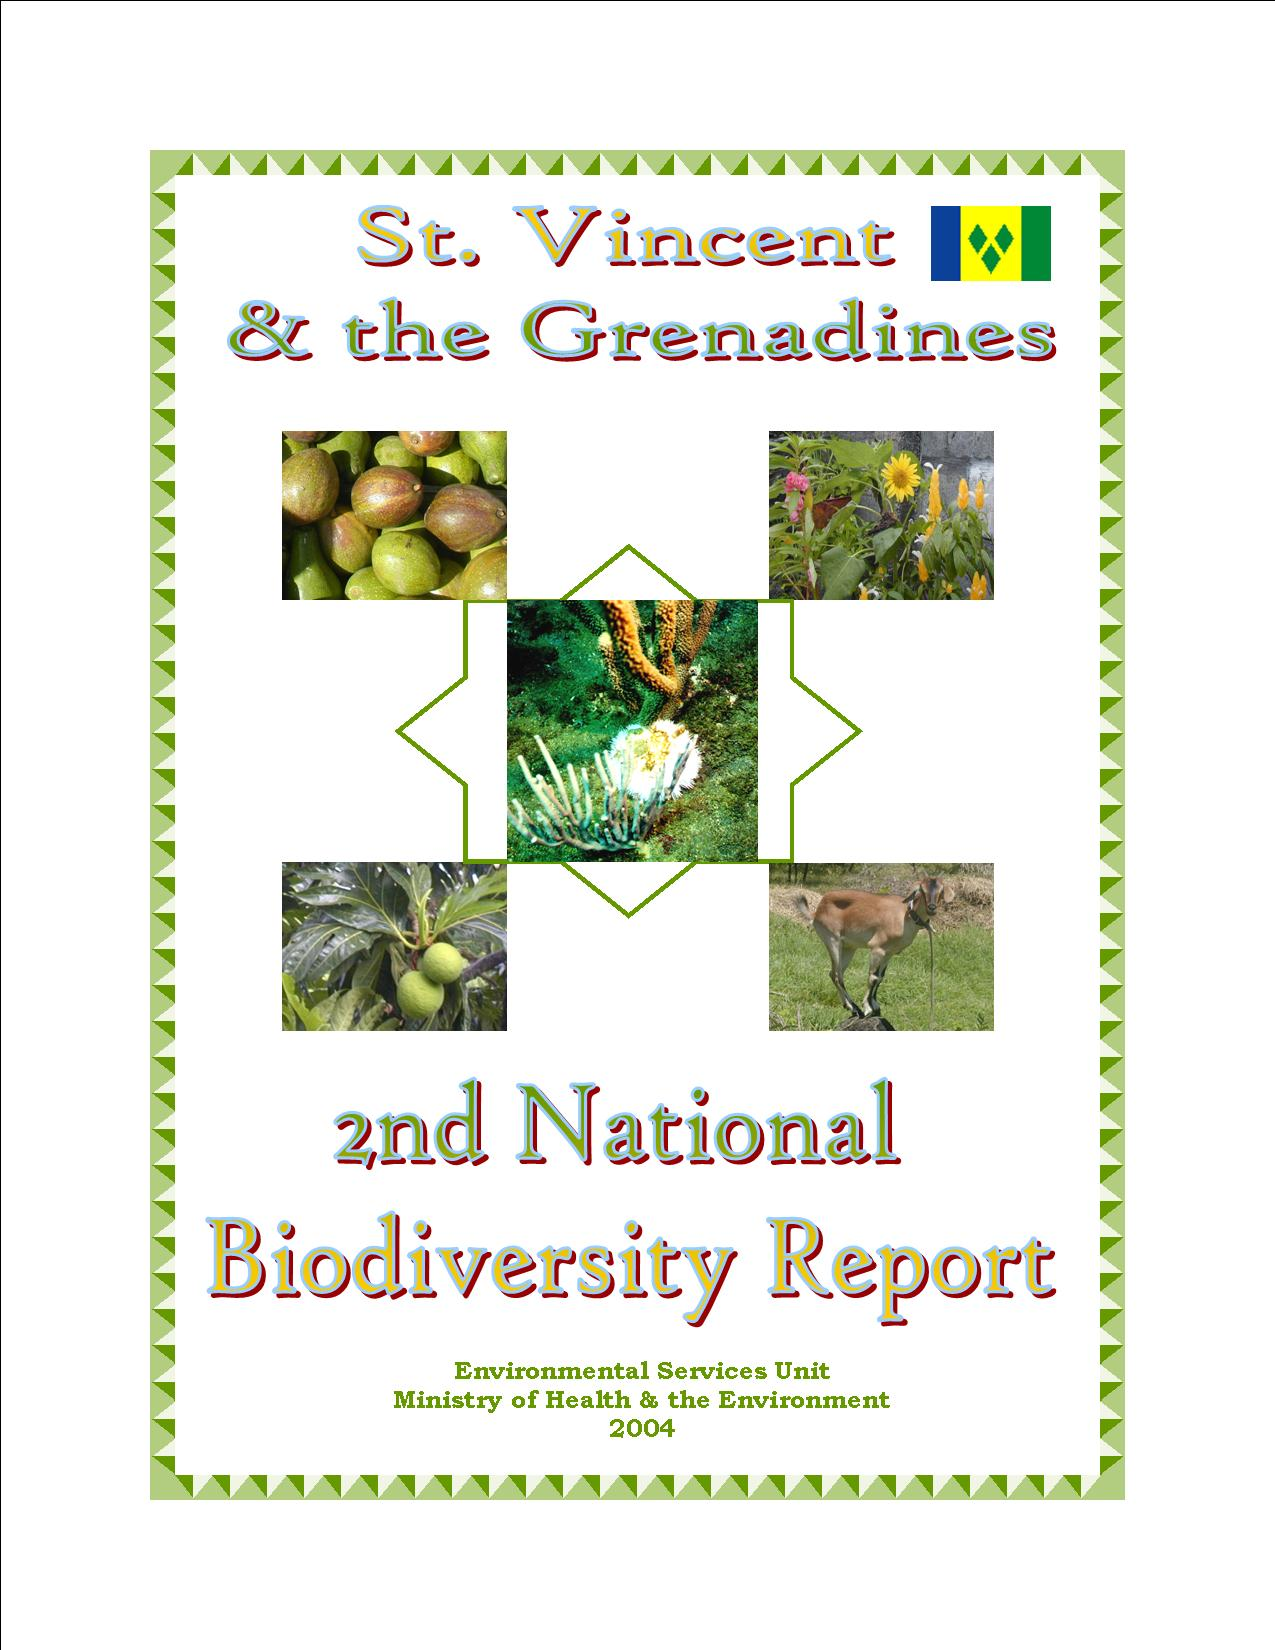 St. Vincent
& the Grenadines
2nd National
Biodiversity Report
Environmental Services Unit
Ministry of Health & the Environment
2004